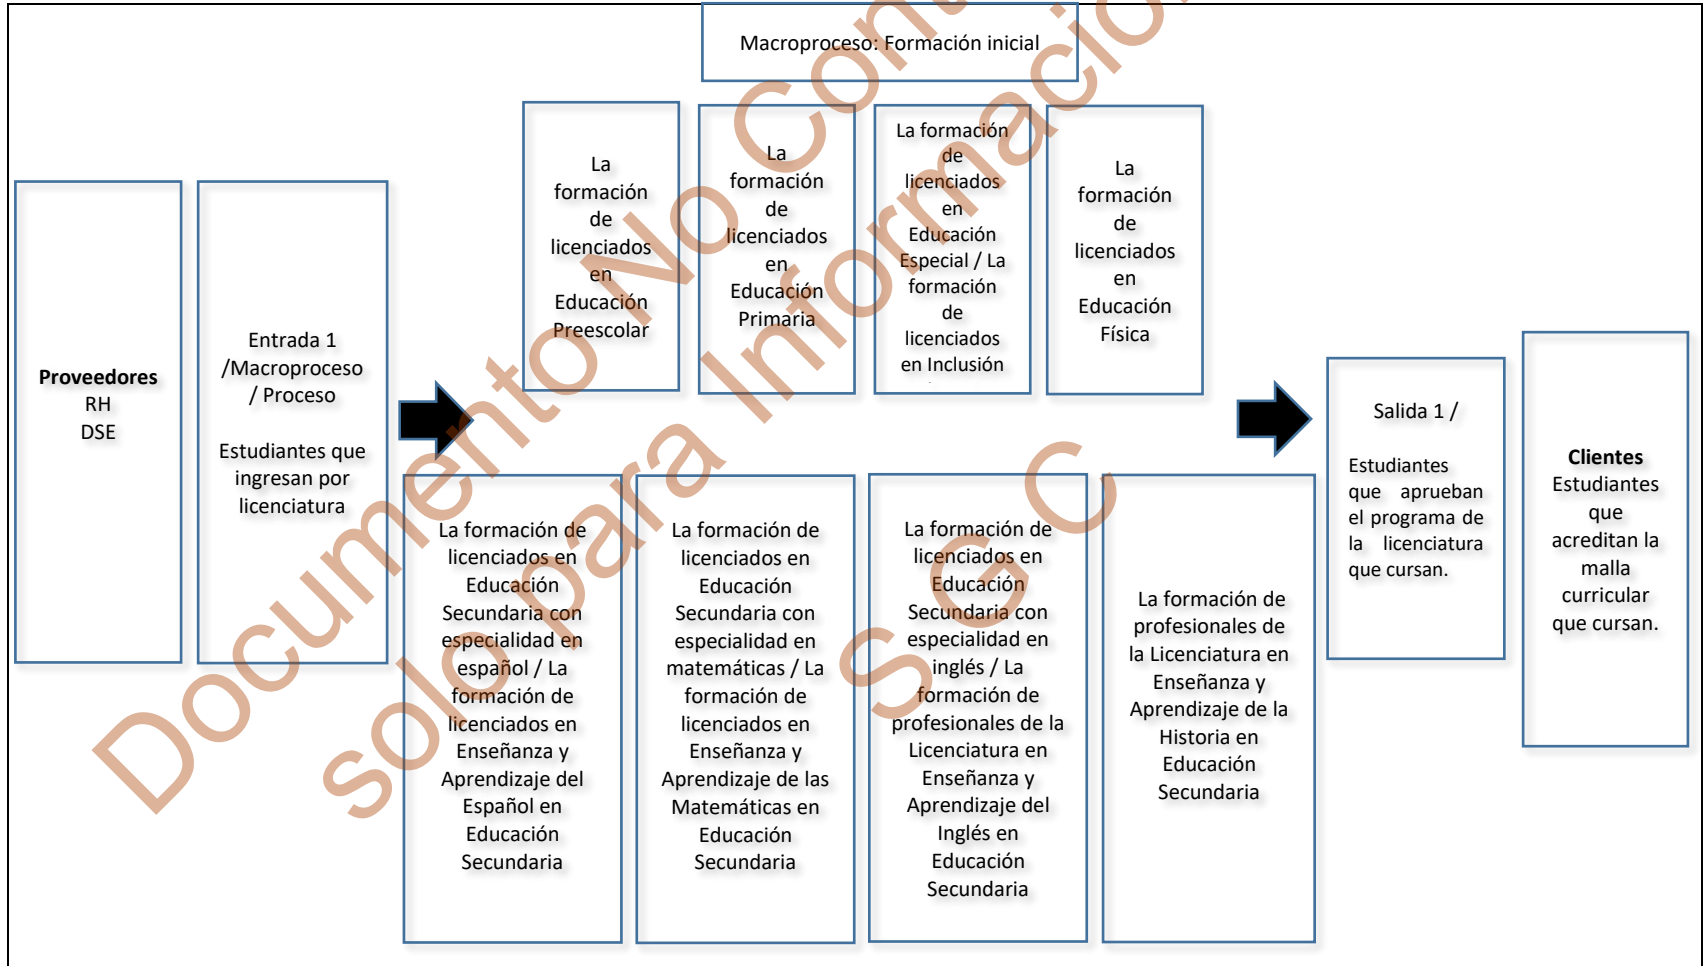 Macroproceso: Formación inicial
La
formación
de
licenciados
en
Educación
Preescolar
La
formación
de
licenciados
en
Educación
Primaria
La formación
de
licenciados
en
Educación
Especial / La
formación
de
licenciados
en Inclusión
La
formación
de
licenciados
en
Educación
Física
Proveedores
RH
DSE
Entrada 1
/Macroproceso
/ Proceso
Estudiantes que
ingresan por
licenciatura
La formación de
licenciados en
Educación
Secundaria con
especialidad en
español / La
formación de
licenciados en
Enseñanza y
Aprendizaje del
Español en
Educación
Secundaria
La formación de
licenciados en
Educación
Secundaria con
especialidad en
matemáticas / La
formación de
licenciados en
Enseñanza y
Aprendizaje de las
Matemáticas en
Educación
Secundaria
La formación de
licenciados en
Educación
Secundaria con
especialidad en
inglés / La
formación de
profesionales de la
Licenciatura en
Enseñanza y
Aprendizaje del
Inglés en
Educación
Secundaria
La formación de
profesionales de
la Licenciatura en
Enseñanza y
Aprendizaje de la
Historia en
Educación
Secundaria
Salida 1 /
Estudiantes
que aprueban
el programa de
la licenciatura
que cursan.
Clientes
Estudiantes
que
acreditan la
malla
curricular
que cursan.
Documento No Cont
solo para Informacio
S G C